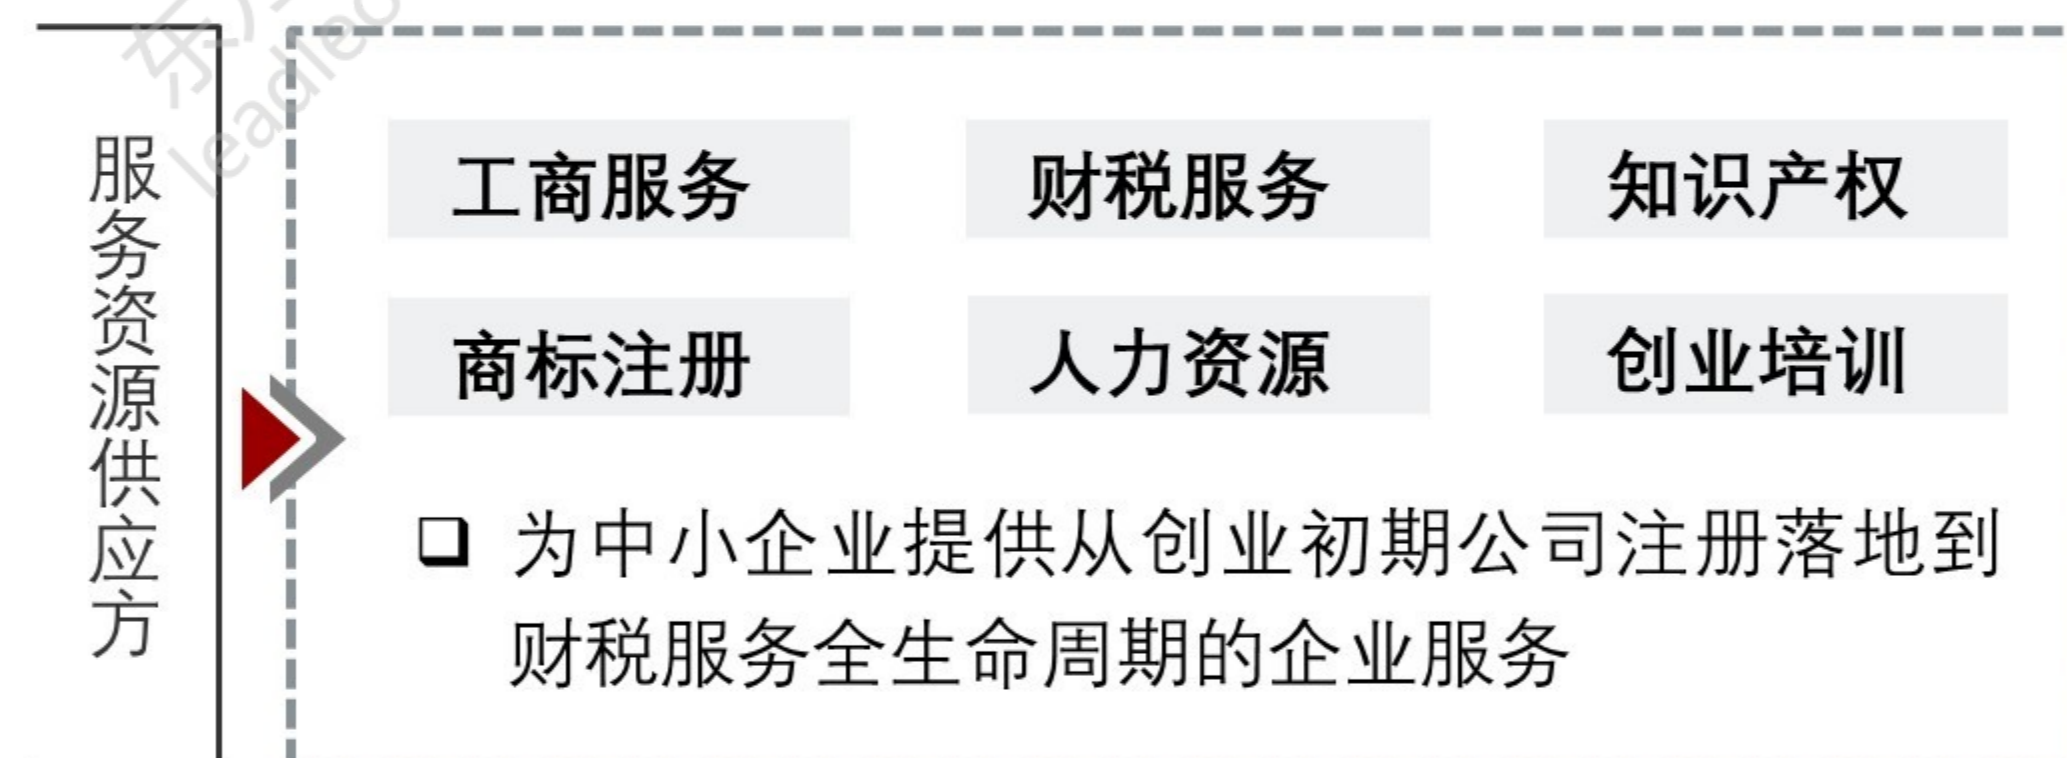 服务资源供应方
工商服务
财税服务
知识产权
商标注册
人力资源
创业培训
为中小企业提供从创业初期公司注册落地到
财税服务全生命周期的企业服务